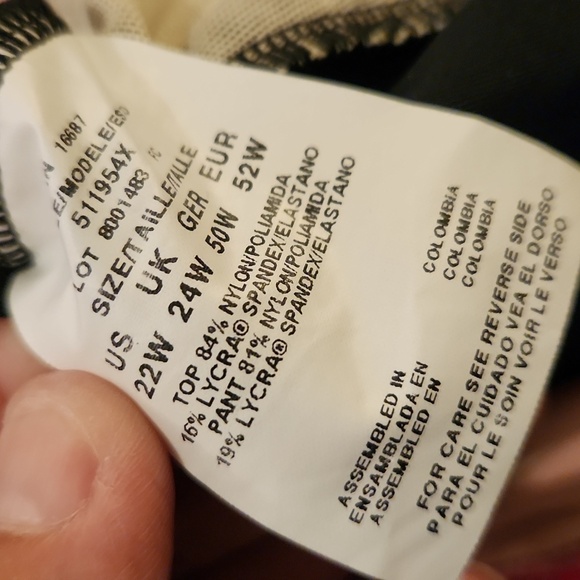 16687
E/MODELE/ESD
511954X
LOT 8001483 FC
SIZE/TAILLE/TALLE
US UK GER EUR
22W 24W 50W 52W
TOP 84% NYLON/POLIAMIDA
16% LYCRA® SPANDEX/ELASTANO
PANT 81% NYLON/POLIAMIDA
19% LYCRA® SPANDEX/ELASTANO
ASSEMBLED IN COLOMBIA
ENSAMBLADA EN COLOMBIA
ASSEMBLED EN COLOMBIA
FOR CARE SEE REVERSE SIDE
PARA EL CUIDADO VEA EL DORSO
POUR LE SOIN VOIR LE VERSO